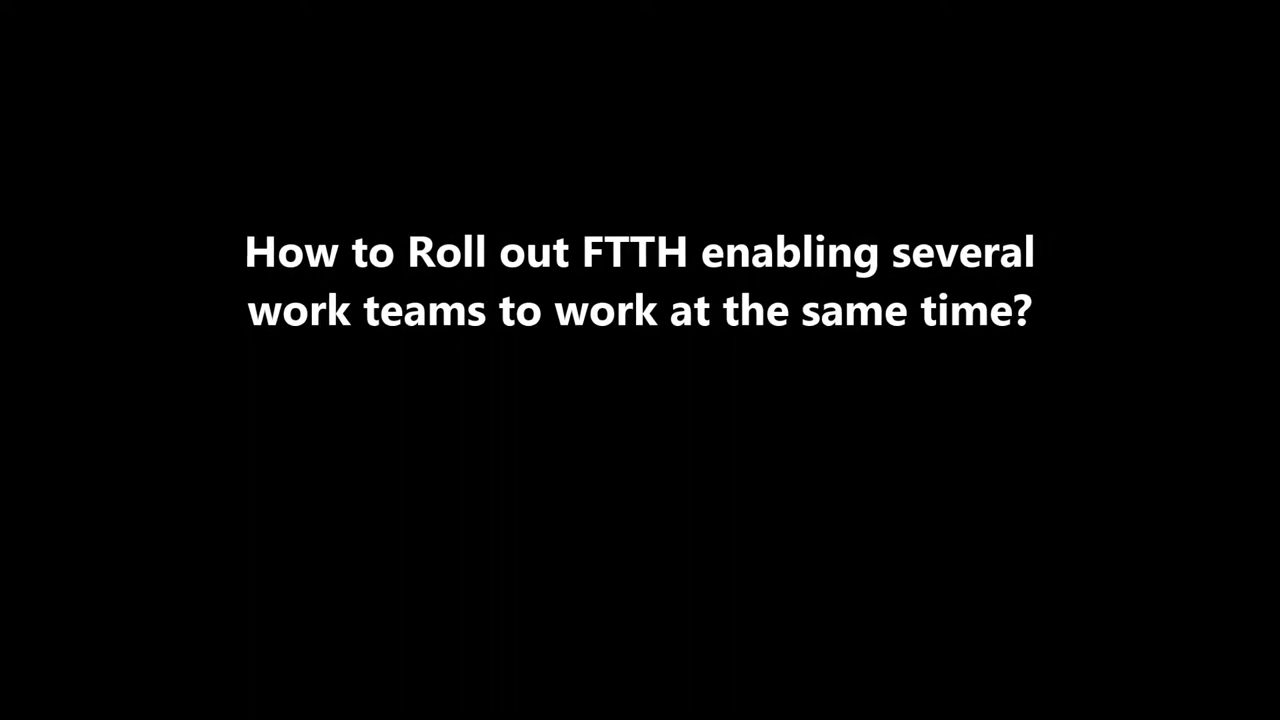 How to Roll out FTTH enabling several
work teams to work at the same time?